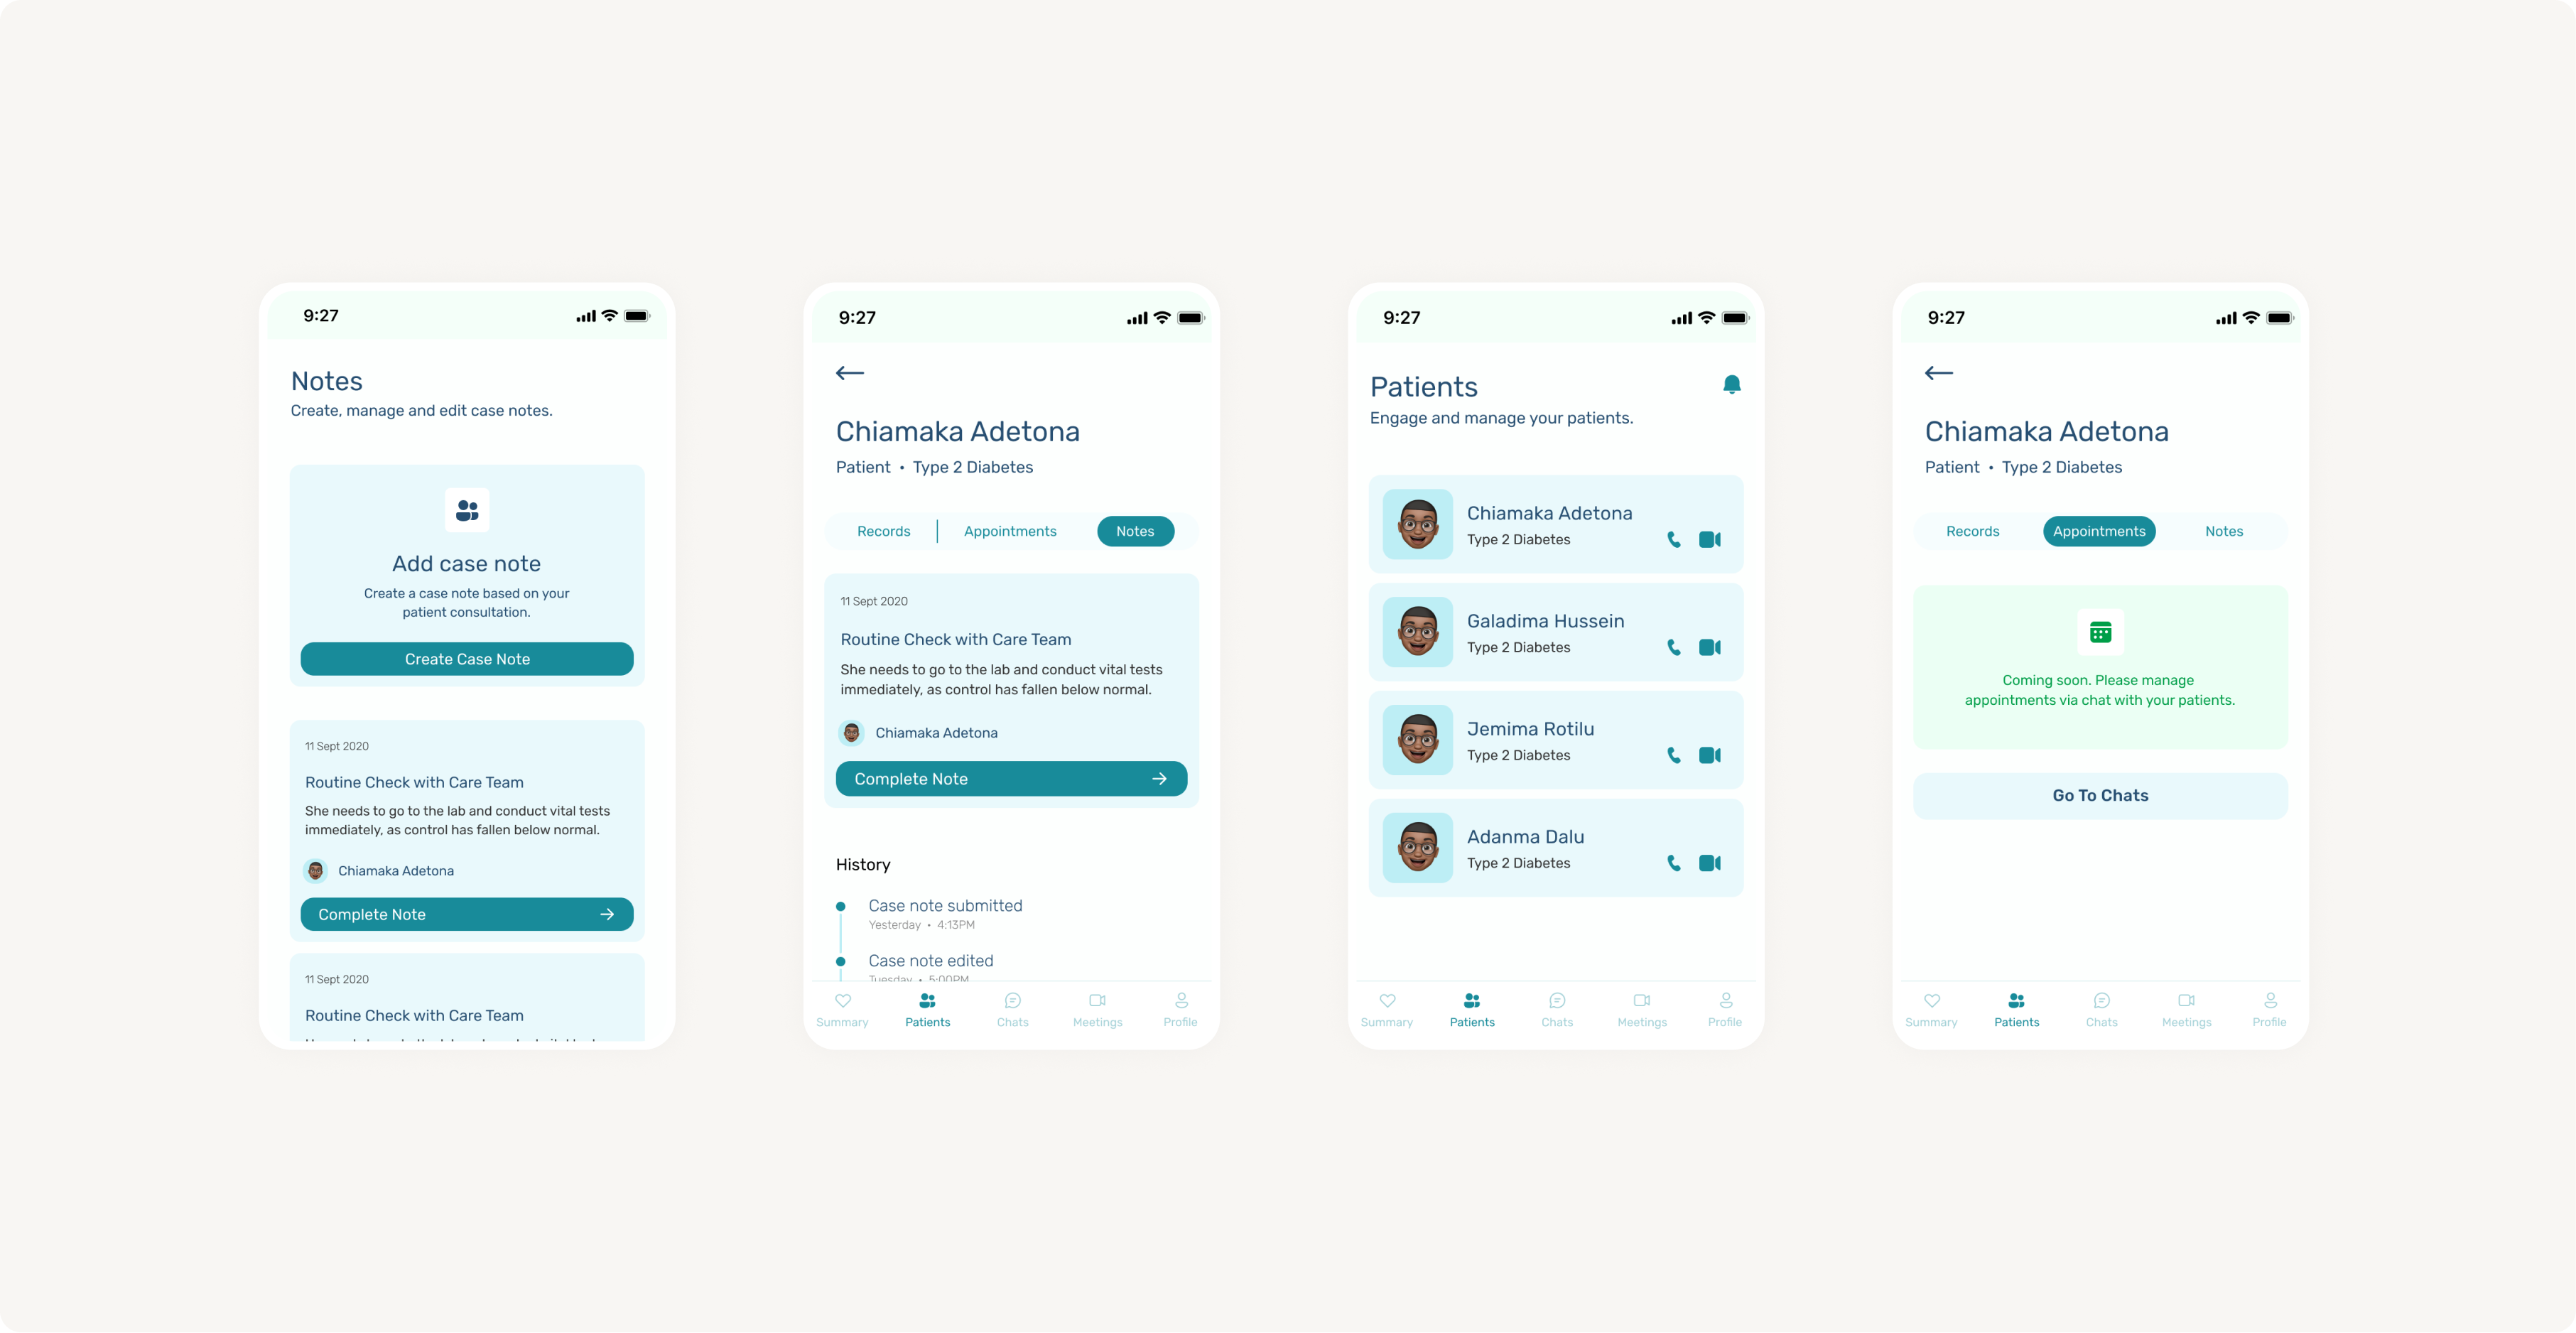 9:27
Notes
Create, manage and edit case notes.
Add case note
Create a case note based on your
patient consultation.
Create Case Note
11 Sept 2020
Routine Check with Care Team
She needs to go to the lab and conduct vital tests
immediately, as control has fallen below normal.
Chiamaka Adetona
Complete Note
11 Sept 2020
Routine Check with Care Team
9:27
Chiamaka Adetona
Patient • Type 2 Diabetes
Records Appointments Notes
11 Sept 2020
Routine Check with Care Team
She needs to go to the lab and conduct vital tests
immediately, as control has fallen below normal.
Chiamaka Adetona
Complete Note
History
Case note submitted
Yesterday • 4:13PM
Case note edited
Tuesday • 5:00PM
Summary Patients Chats Meetings Profile
9:27
Patients
Engage and manage your patients.
Chiamaka Adetona
Type 2 Diabetes
Galadima Hussein
Type 2 Diabetes
Jemima Rotilu
Type 2 Diabetes
Adanma Dalu
Type 2 Diabetes
Summary Patients Chats Meetings Profile
9:27
Chiamaka Adetona
Patient • Type 2 Diabetes
Records Appointments Notes
Coming soon. Please manage
appointments via chat with your patients.
Go To Chats
Summary Patients Chats Meetings Profile